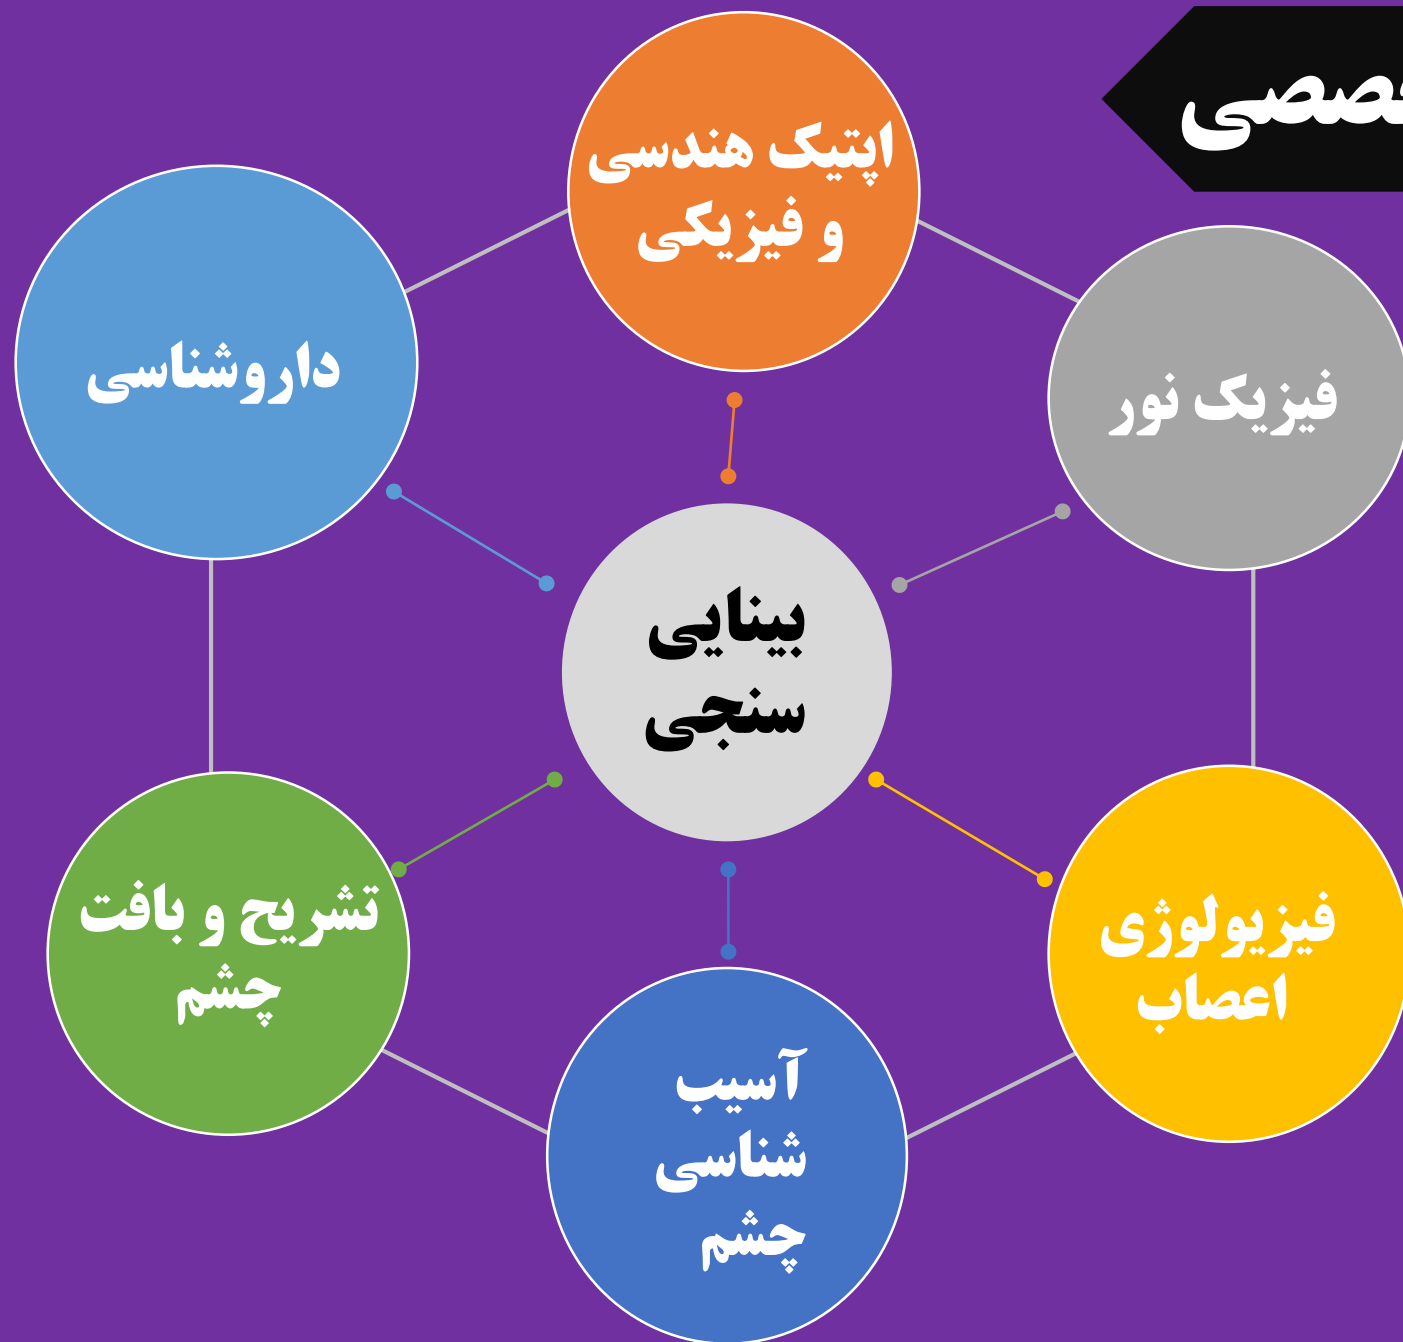 اپتیک هندسی
و فیزیکی
فیزیک نور
داروشناسی
بینایی
سنجی
فیزیولوژی
اعصاب
تشریح و بافت
چشم
آسیب
شناسی
چشم